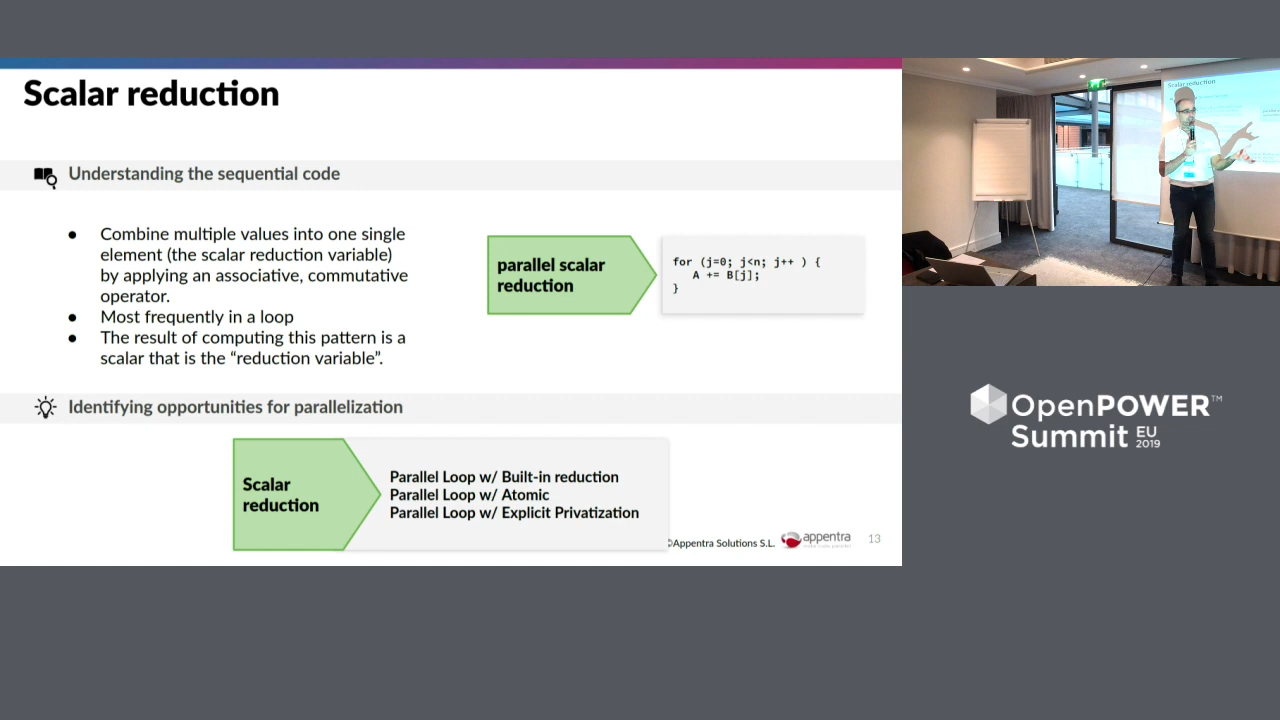 Scalar reduction
Understanding the sequential code
● Combine multiple values into one single
element (the scalar reduction variable)
by applying an associative, commutative
operator.
● Most frequently in a loop
● The result of computing this pattern is a
scalar that is the “reduction variable”.
parallel scalar
reduction
for (j=0; j<n; j++ ) {
A += B[j];
}
Identifying opportunities for parallelization
Scalar
reduction
Parallel Loop w/ Built-in reduction
Parallel Loop w/ Atomic
Parallel Loop w/ Explicit Privatization
©Appentra Solutions S.L.
appentra
13
Scalar reduction
OpenPOWER™
Summit EU
2019